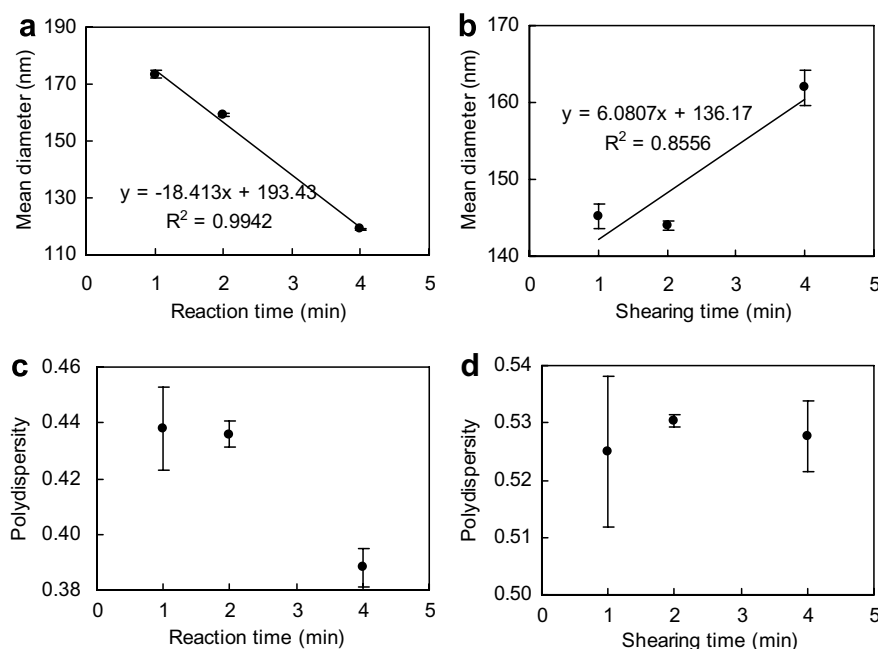 a
190
170
150
130
110
Mean diameter (nm)
y = -18.413x + 193.43
R² = 0.9942
0 1 2 3 4 5
Reaction time (min)
b
170
160
150
140
Mean diameter (nm)
y = 6.0807x + 136.17
R² = 0.8556
0 1 2 3 4 5
Shearing time (min)
c
0.46
0.44
0.42
0.40
0.38
Polydispersity
0 1 2 3 4 5
Reaction time (min)
d
0.54
0.53
0.52
0.51
0.50
Polydispersity
0 1 2 3 4 5
Shearing time (min)